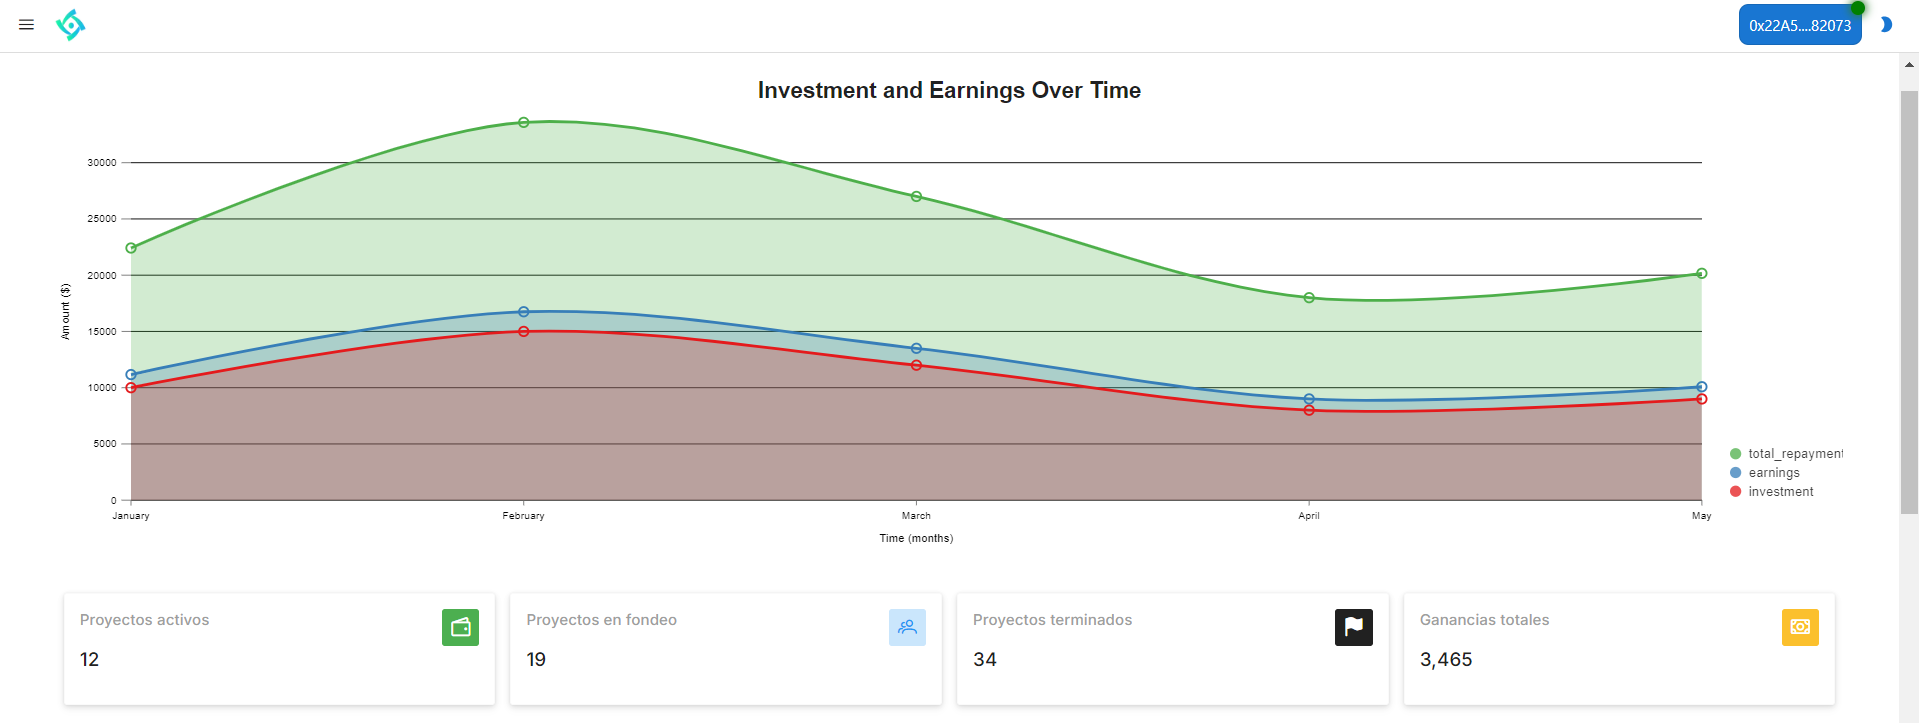 0x22A5....82073
Investment and Earnings Over Time
30000
25000
20000
15000
10000
5000
0
Amount ($)
January
February
March
April
May
Time (months)
total_repayment
earnings
investment
Proyectos activos
12
Proyectos en fondeo
19
Proyectos terminados
34
Ganancias totales
3,465